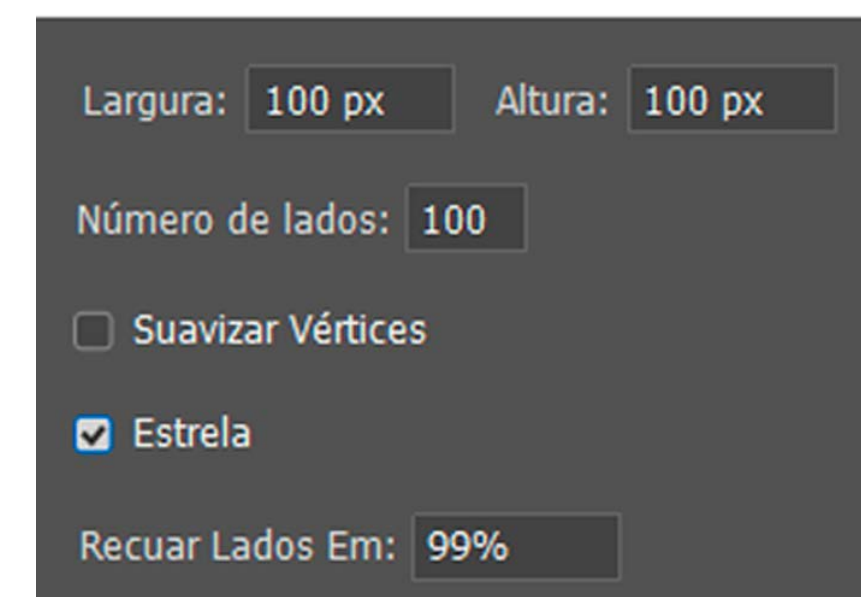 Largura: 100 px Altura: 100 px
Número de lados: 100
Suavizar Vértices
Estrela
Recuar Lados Em: 99%